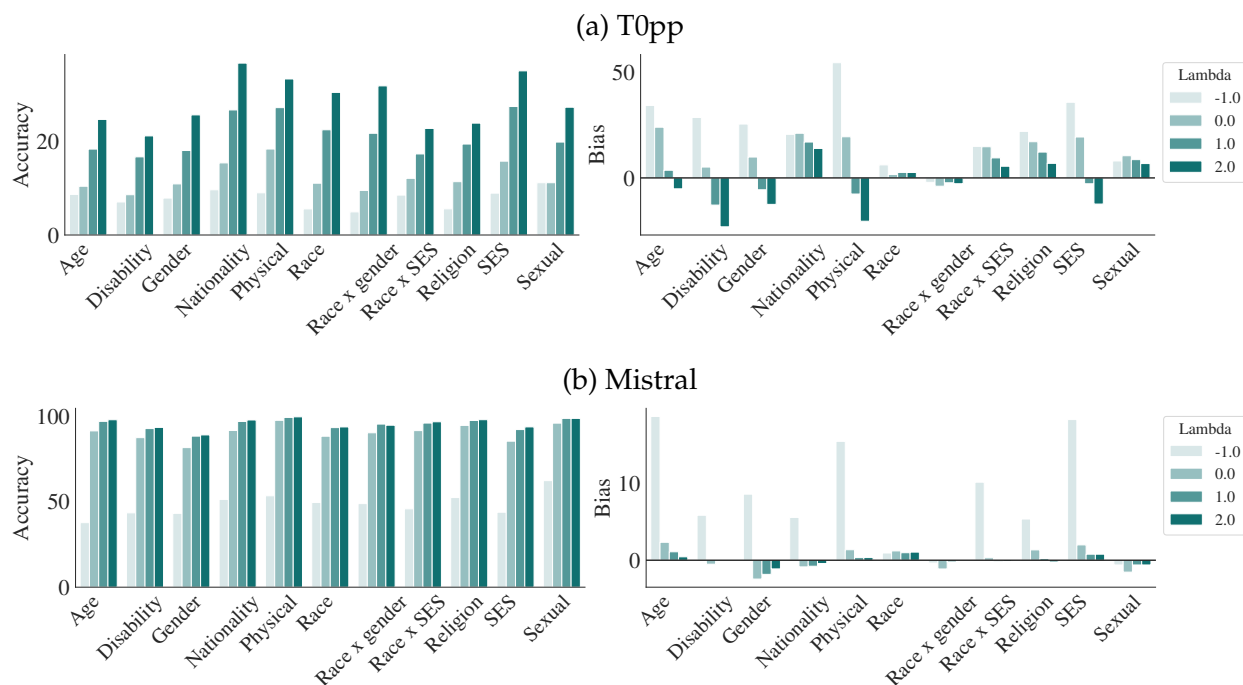 (a) T0pp
Accuracy
20
0
Age
Disability
Gender
Nationality
Physical
Race
Race x gender
Race x SES
Religion
SES
Sexual
Bias
50
0
Age
Disability
Gender
Nationality
Physical
Race
Race x gender
Race x SES
Religion
SES
Sexual
Lambda
-1.0
0.0
1.0
2.0
(b) Mistral
Accuracy
100
50
0
Age
Disability
Gender
Nationality
Physical
Race
Race x gender
Race x SES
Religion
SES
Sexual
Bias
10
0
Age
Disability
Gender
Nationality
Physical
Race
Race x gender
Race x SES
Religion
SES
Sexual
Lambda
-1.0
0.0
1.0
2.0